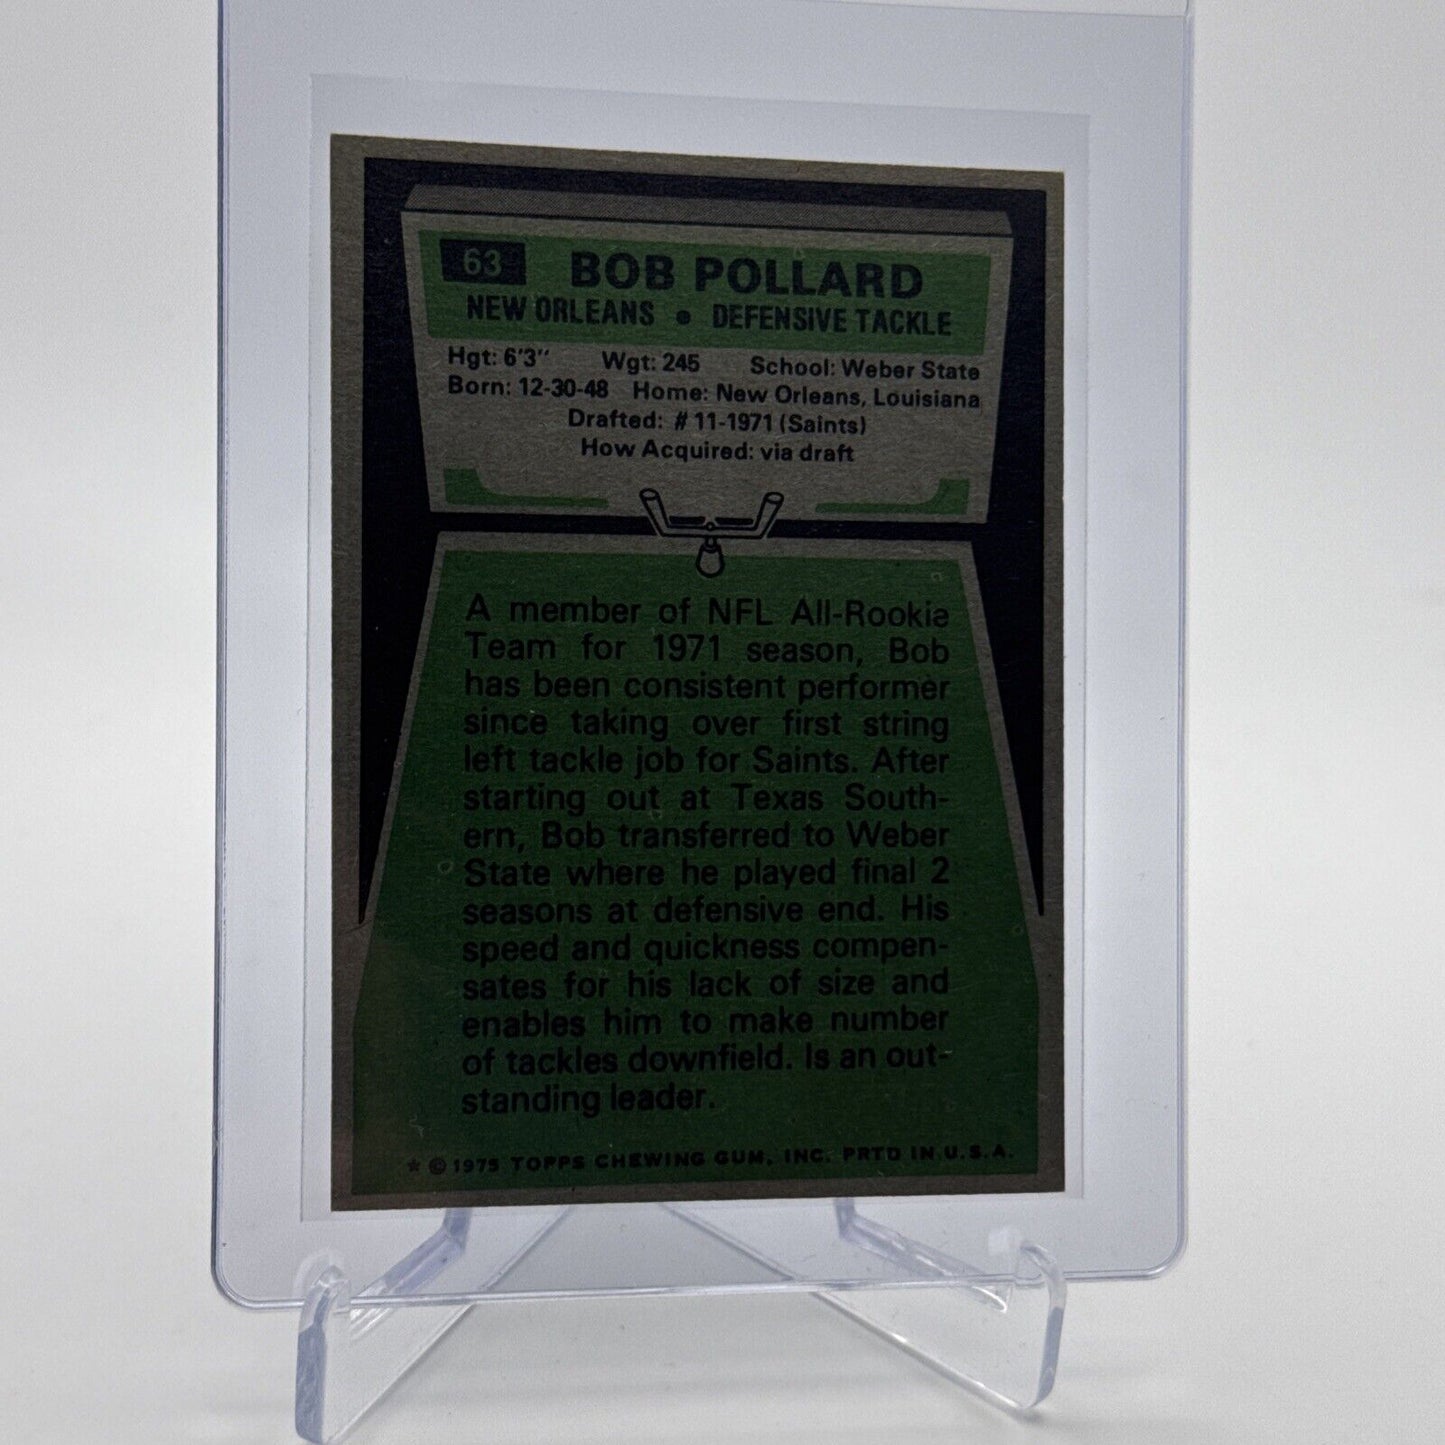 63 BOB POLLARD
NEW ORLEANS • DEFENSIVE TACKLE
Hgt: 6'3" Wgt: 245 School: Weber State
Born: 12-30-48 Home: New Orleans, Louisiana
Drafted: #11-1971 (Saints)
How Acquired: via draft
A member of NFL All-Rookie
Team for 1971 season, Bob
has been consistent performer
since taking over first string
left tackle job for Saints. After
starting out at Texas South-
ern, Bob transferred to Weber
State where he played final 2
seasons at defensive end. His
speed and quickness compen-
sates for his lack of size and
enables him to make number
of tackles downfield. Is an out-
standing leader.
★ © 1975 TOPPS CHEWING GUM, INC. PRTD IN U.S.A.